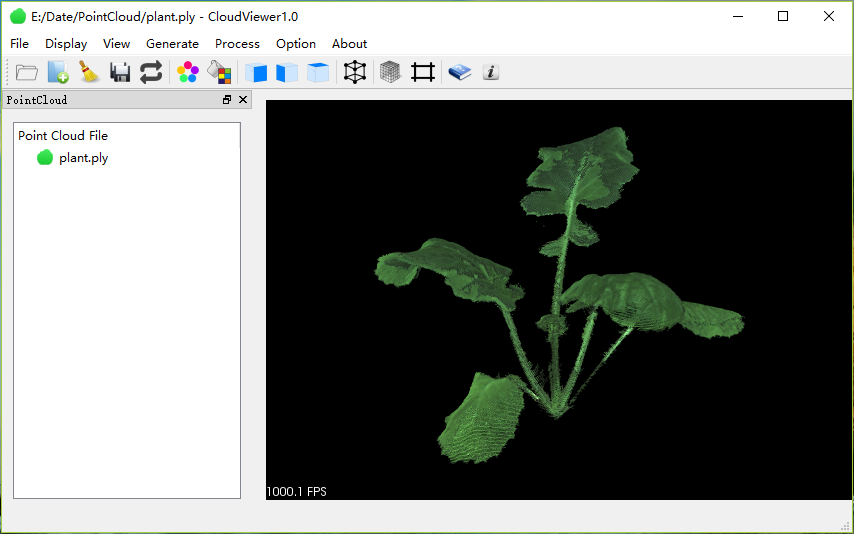 E:/Date/PointCloud/plant.ply - CloudViewer1.0
File Display View Generate Process Option About
PointCloud
Point Cloud File
plant.ply
1000.1 FPS